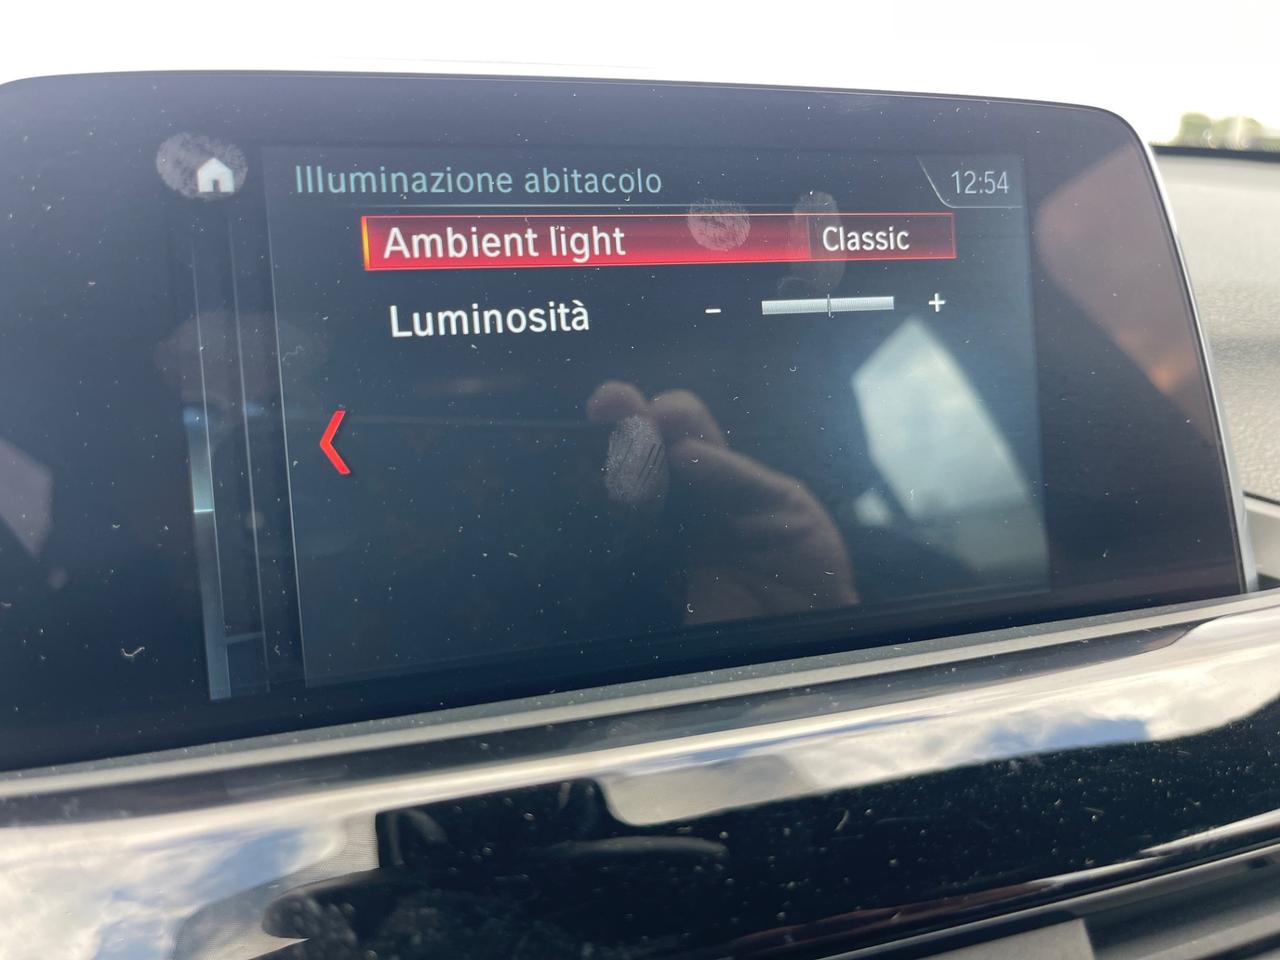 Illuminazione abitacolo 12:54
Ambient light Classic
Luminosità - +